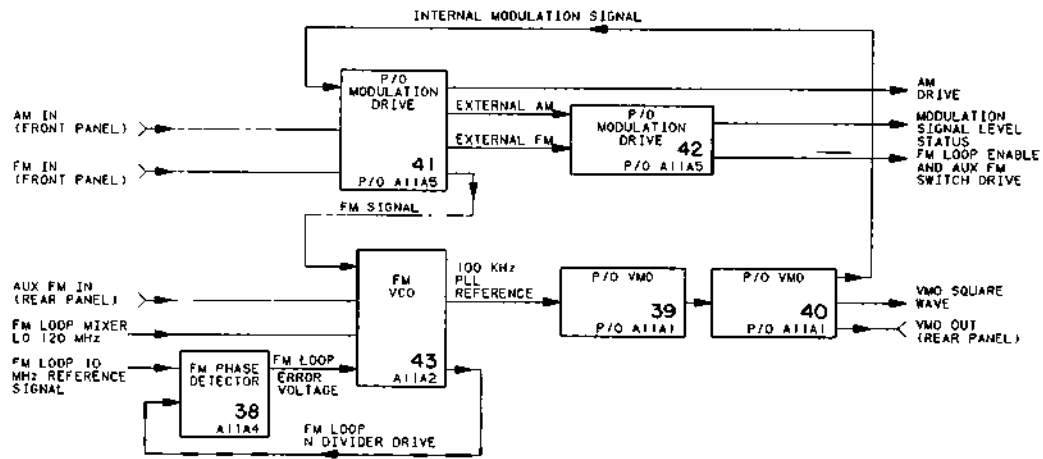 INTERNAL MODULATION SIGNAL
P/O
MODULATION
DRIVE
41
P/O A11A5
AM IN
(FRONT PANEL)
FM IN
(FRONT PANEL)
EXTERNAL AM
EXTERNAL FM
P/O
MODULATION
DRIVE
42
P/O A11A5
AM
DRIVE
MODULATION
SIGNAL LEVEL
STATUS
FM LOOP ENABLE
AND AUX FM
SWITCH DRIVE
FM SIGNAL
AUX FM IN
(REAR PANEL)
FM LOOP MIXER
LO 120 MHz
FM LOOP 10
MHz REFERENCE
SIGNAL
FM PHASE
DETECTOR
38
A11A4
FM LOOP
ERROR
VOLTAGE
FM
VCO
43
A11A2
100 KHz
PLL
REFERENCE
P/O VMO
39
P/O A11A1
P/O VMO
40
P/O A11A1
VMO SQUARE
WAVE
VMO OUT
(REAR PANEL)
FM LOOP
N DIVIDER DRIVE